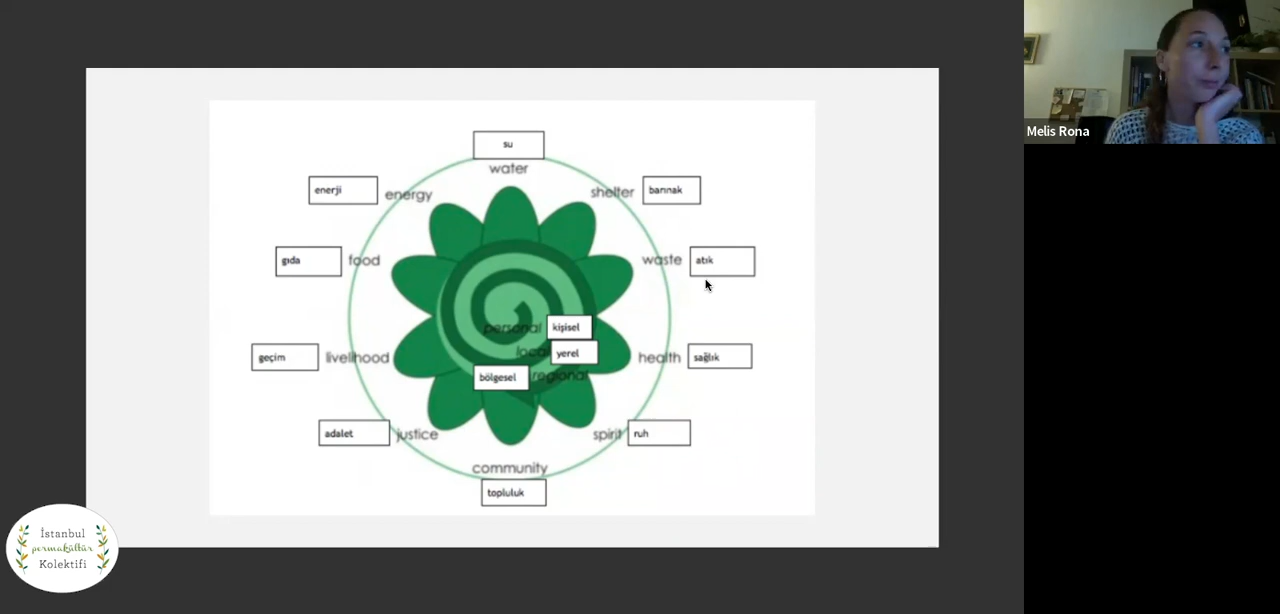 su
water
enerji
energy
shelter
barınak
gıda
food
waste
atık
personal
kişisel
local
yerel
bölgesel
regional
geçim
livelihood
health
sağlık
adalet
justice
spirit
ruh
community
topluluk
Melis Rona
İstanbul
permakültür
Kolektifi